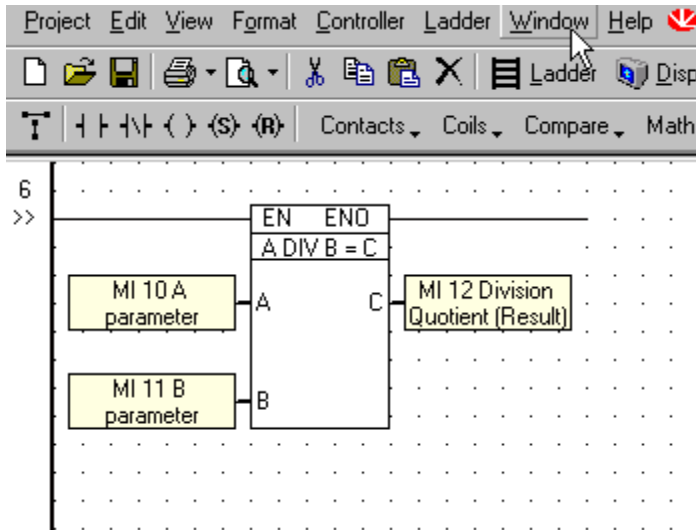 Project Edit View Format Controller Ladder Window Help
Ladder
(S) (R) Contacts Coils Compare Math
6
>>
EN ENO
A DIV B = C
MI 10 A
parameter
A
C
MI 12 Division
Quotient (Result)
MI 11 B
parameter
B